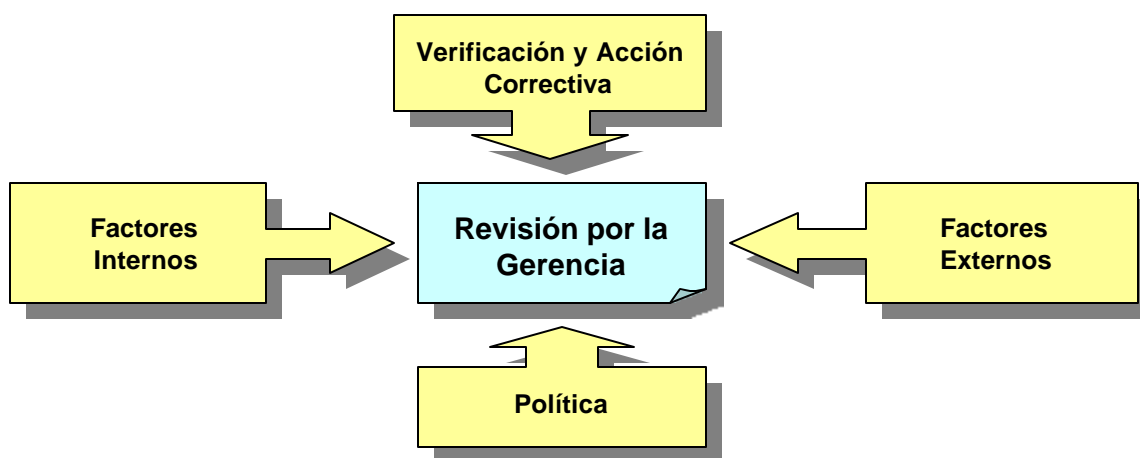 Verificación y Acción
Correctiva
Factores
Internos
Revisión por la
Gerencia
Factores
Externos
Política